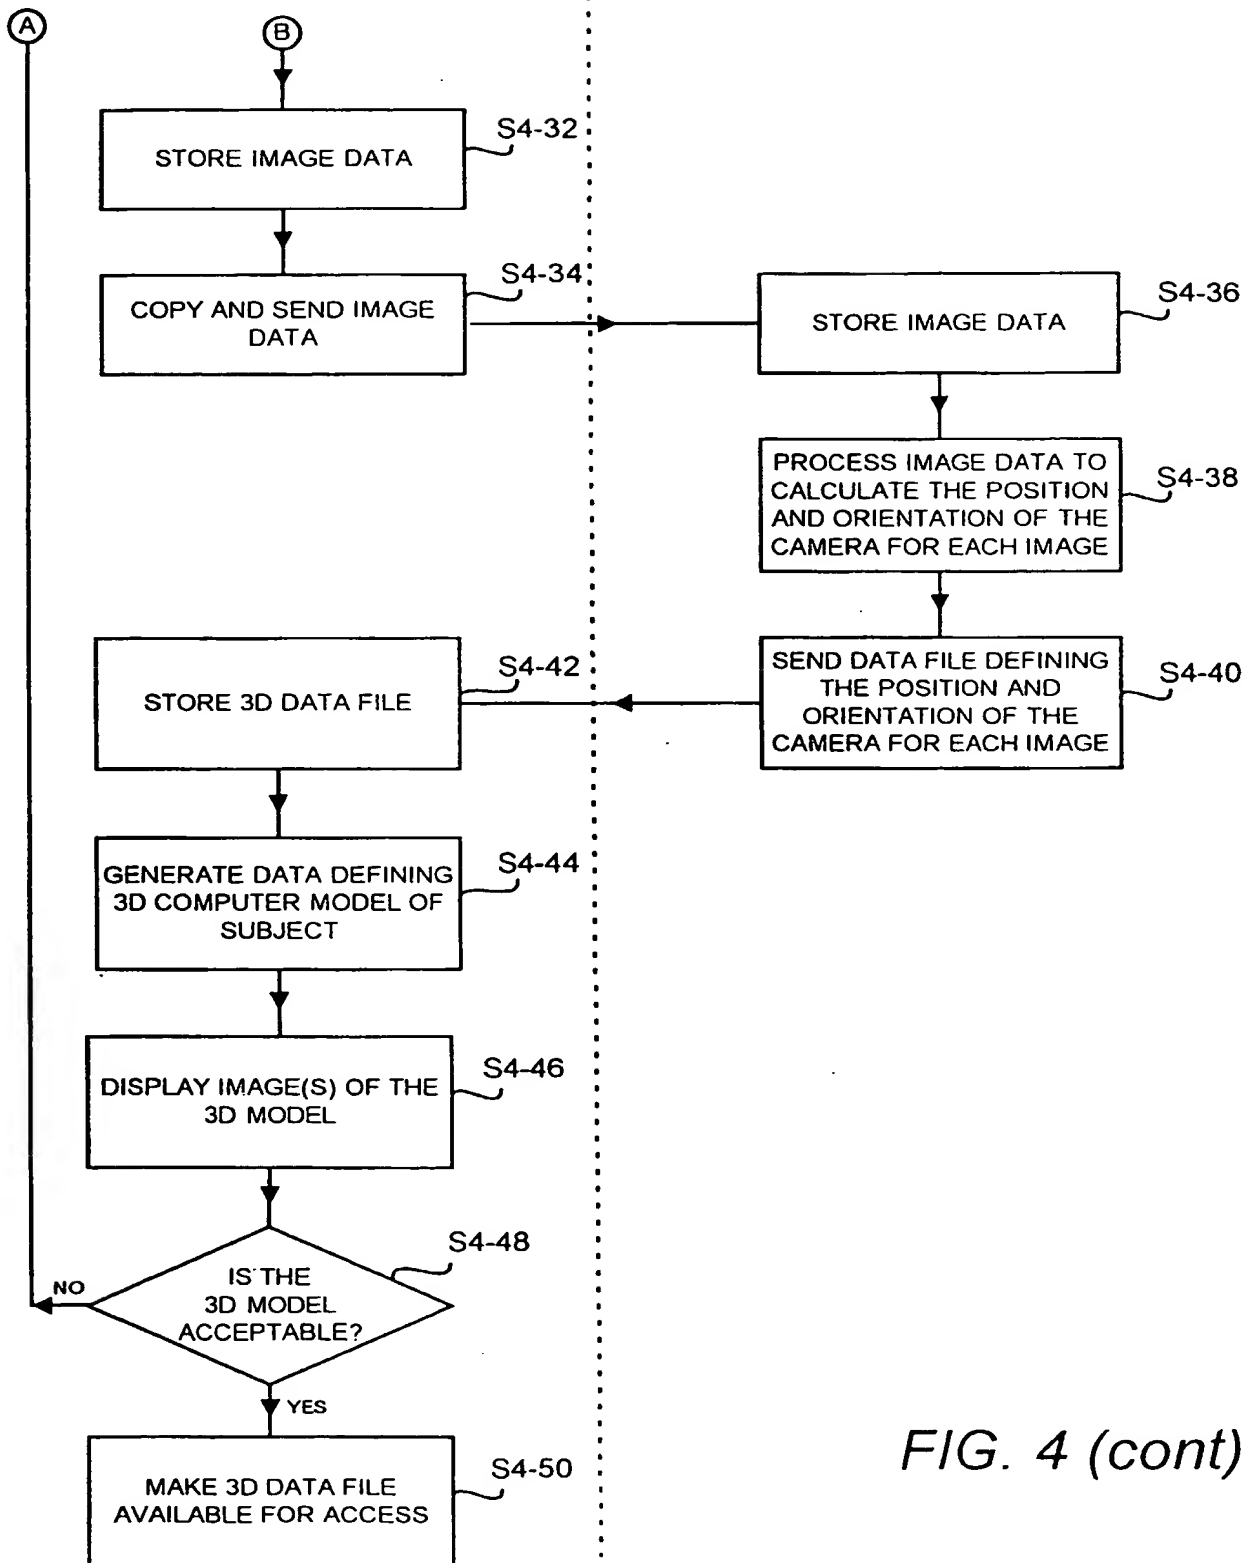 A
B
STORE IMAGE DATA
S4-32
COPY AND SEND IMAGE
DATA
S4-34
STORE IMAGE DATA
S4-36
PROCESS IMAGE DATA TO
CALCULATE THE POSITION
AND ORIENTATION OF THE
CAMERA FOR EACH IMAGE
S4-38
SEND DATA FILE DEFINING
THE POSITION AND
ORIENTATION OF THE
CAMERA FOR EACH IMAGE
S4-40
STORE 3D DATA FILE
S4-42
GENERATE DATA DEFINING
3D COMPUTER MODEL OF
SUBJECT
S4-44
DISPLAY IMAGE(S) OF THE
3D MODEL
S4-46
IS THE
3D MODEL
ACCEPTABLE?
S4-48
NO
YES
MAKE 3D DATA FILE
AVAILABLE FOR ACCESS
S4-50
FIG. 4 (cont)